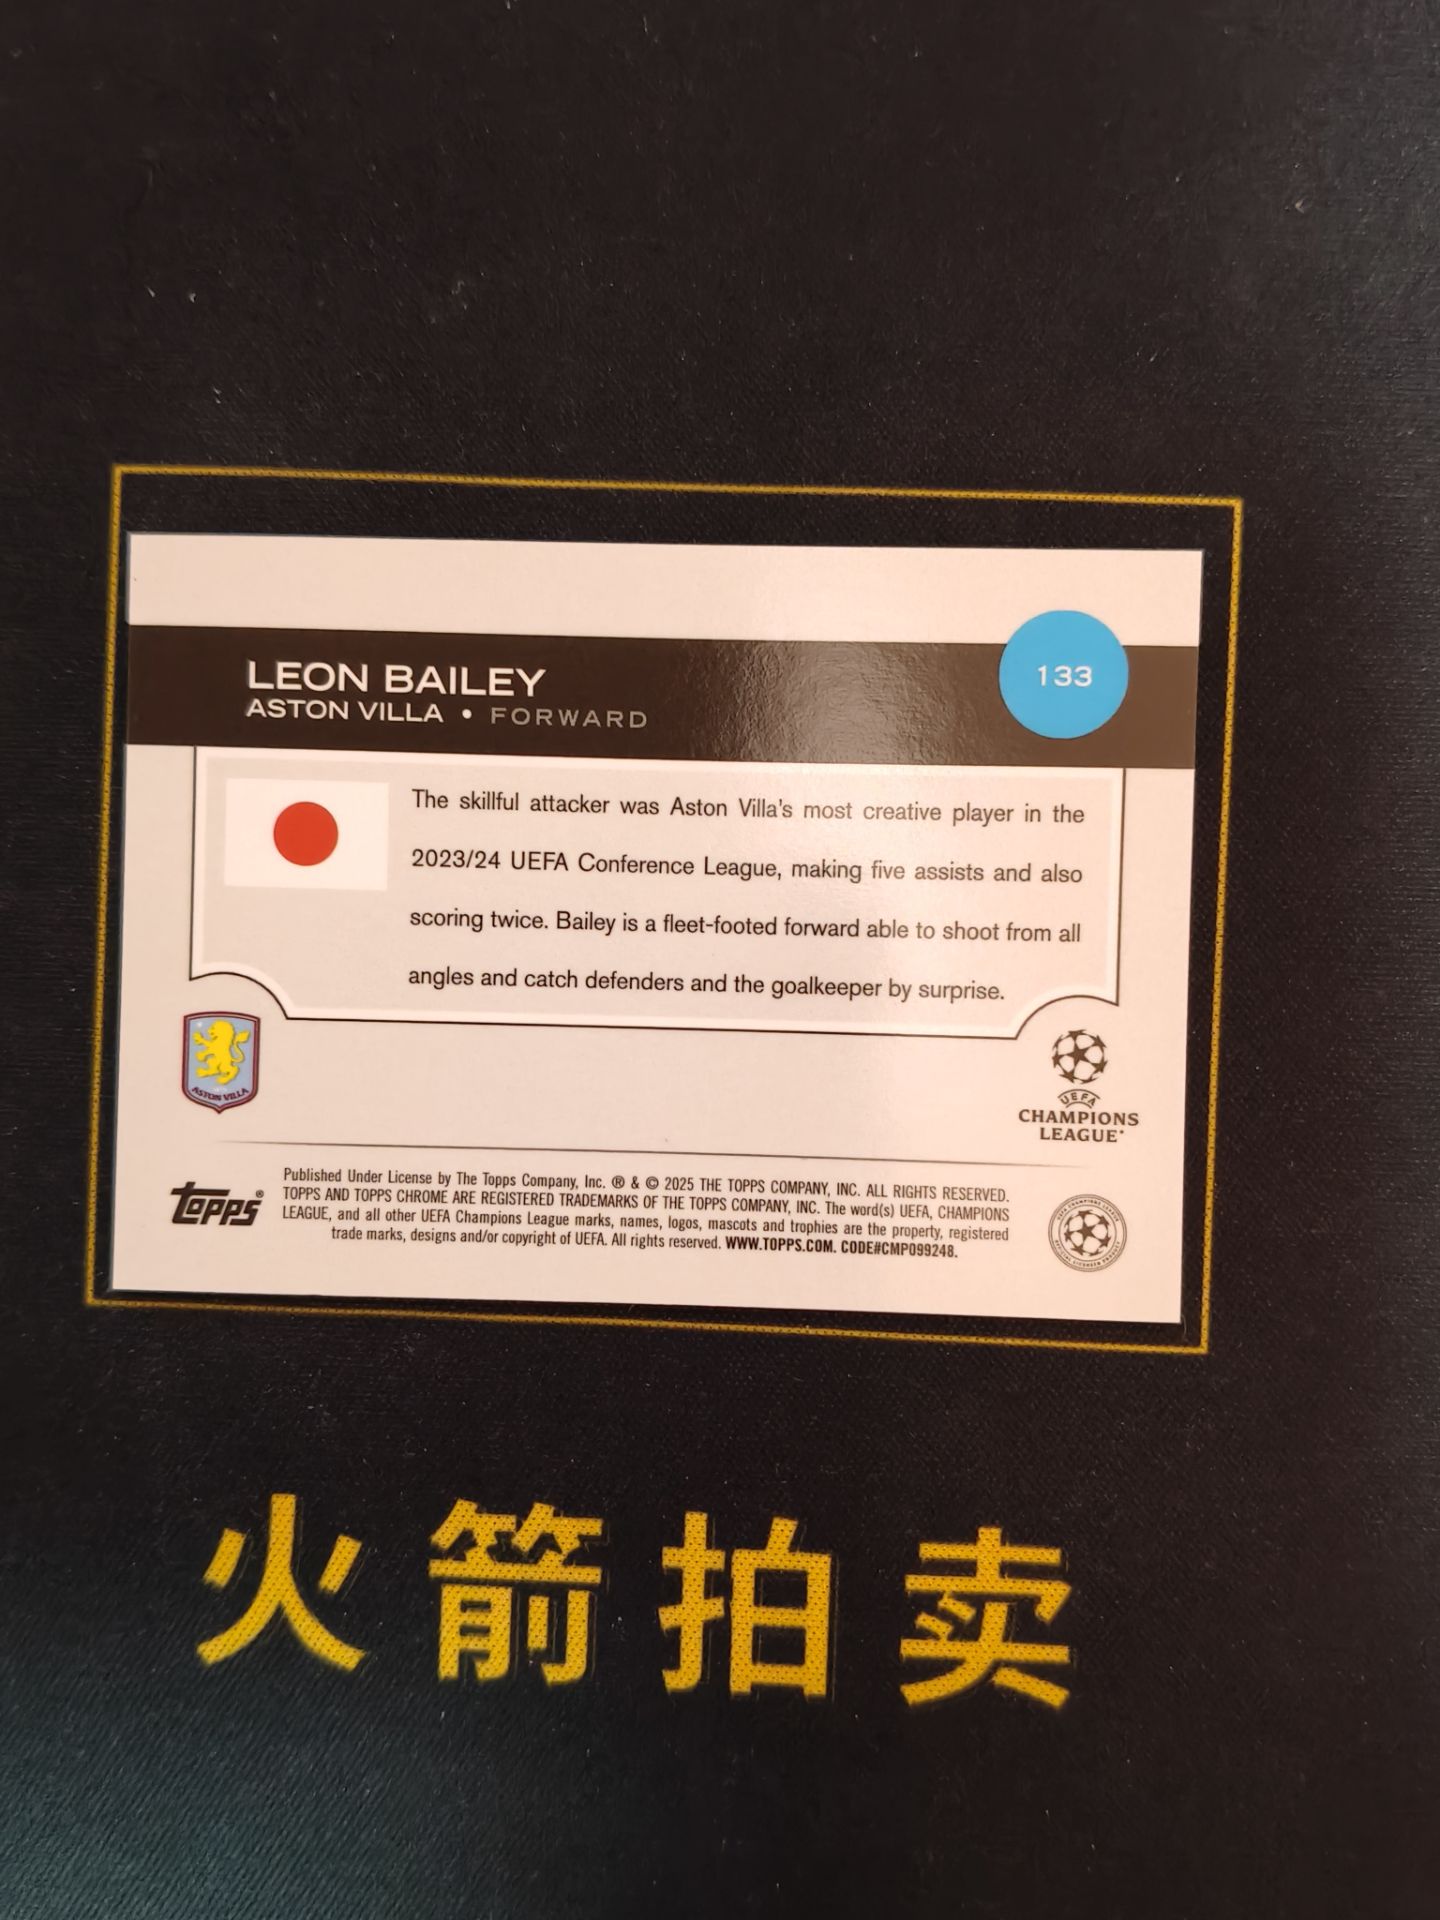 LEON BAILEY
ASTON VILLA • FORWARD
133
The skillful attacker was Aston Villa's most creative player in the
2023/24 UEFA Conference League, making five assists and also
scoring twice. Bailey is a fleet-footed forward able to shoot from all
angles and catch defenders and the goalkeeper by surprise.
ASTON VILLA
UEFA
CHAMPIONS
LEAGUE
topps®
Published Under License by The Topps Company, Inc. ® & © 2025 THE TOPPS COMPANY, INC. ALL RIGHTS RESERVED.
TOPPS AND TOPPS CHROME ARE REGISTERED TRADEMARKS OF THE TOPPS COMPANY, INC. The word(s) UEFA, CHAMPIONS
LEAGUE, and all other UEFA Champions League marks, names, logos, mascots and trophies are the property, registered
trade marks, designs and/or copyright of UEFA. All rights reserved. WWW.TOPPS.COM. CODE#CMP099248.
火箭拍卖